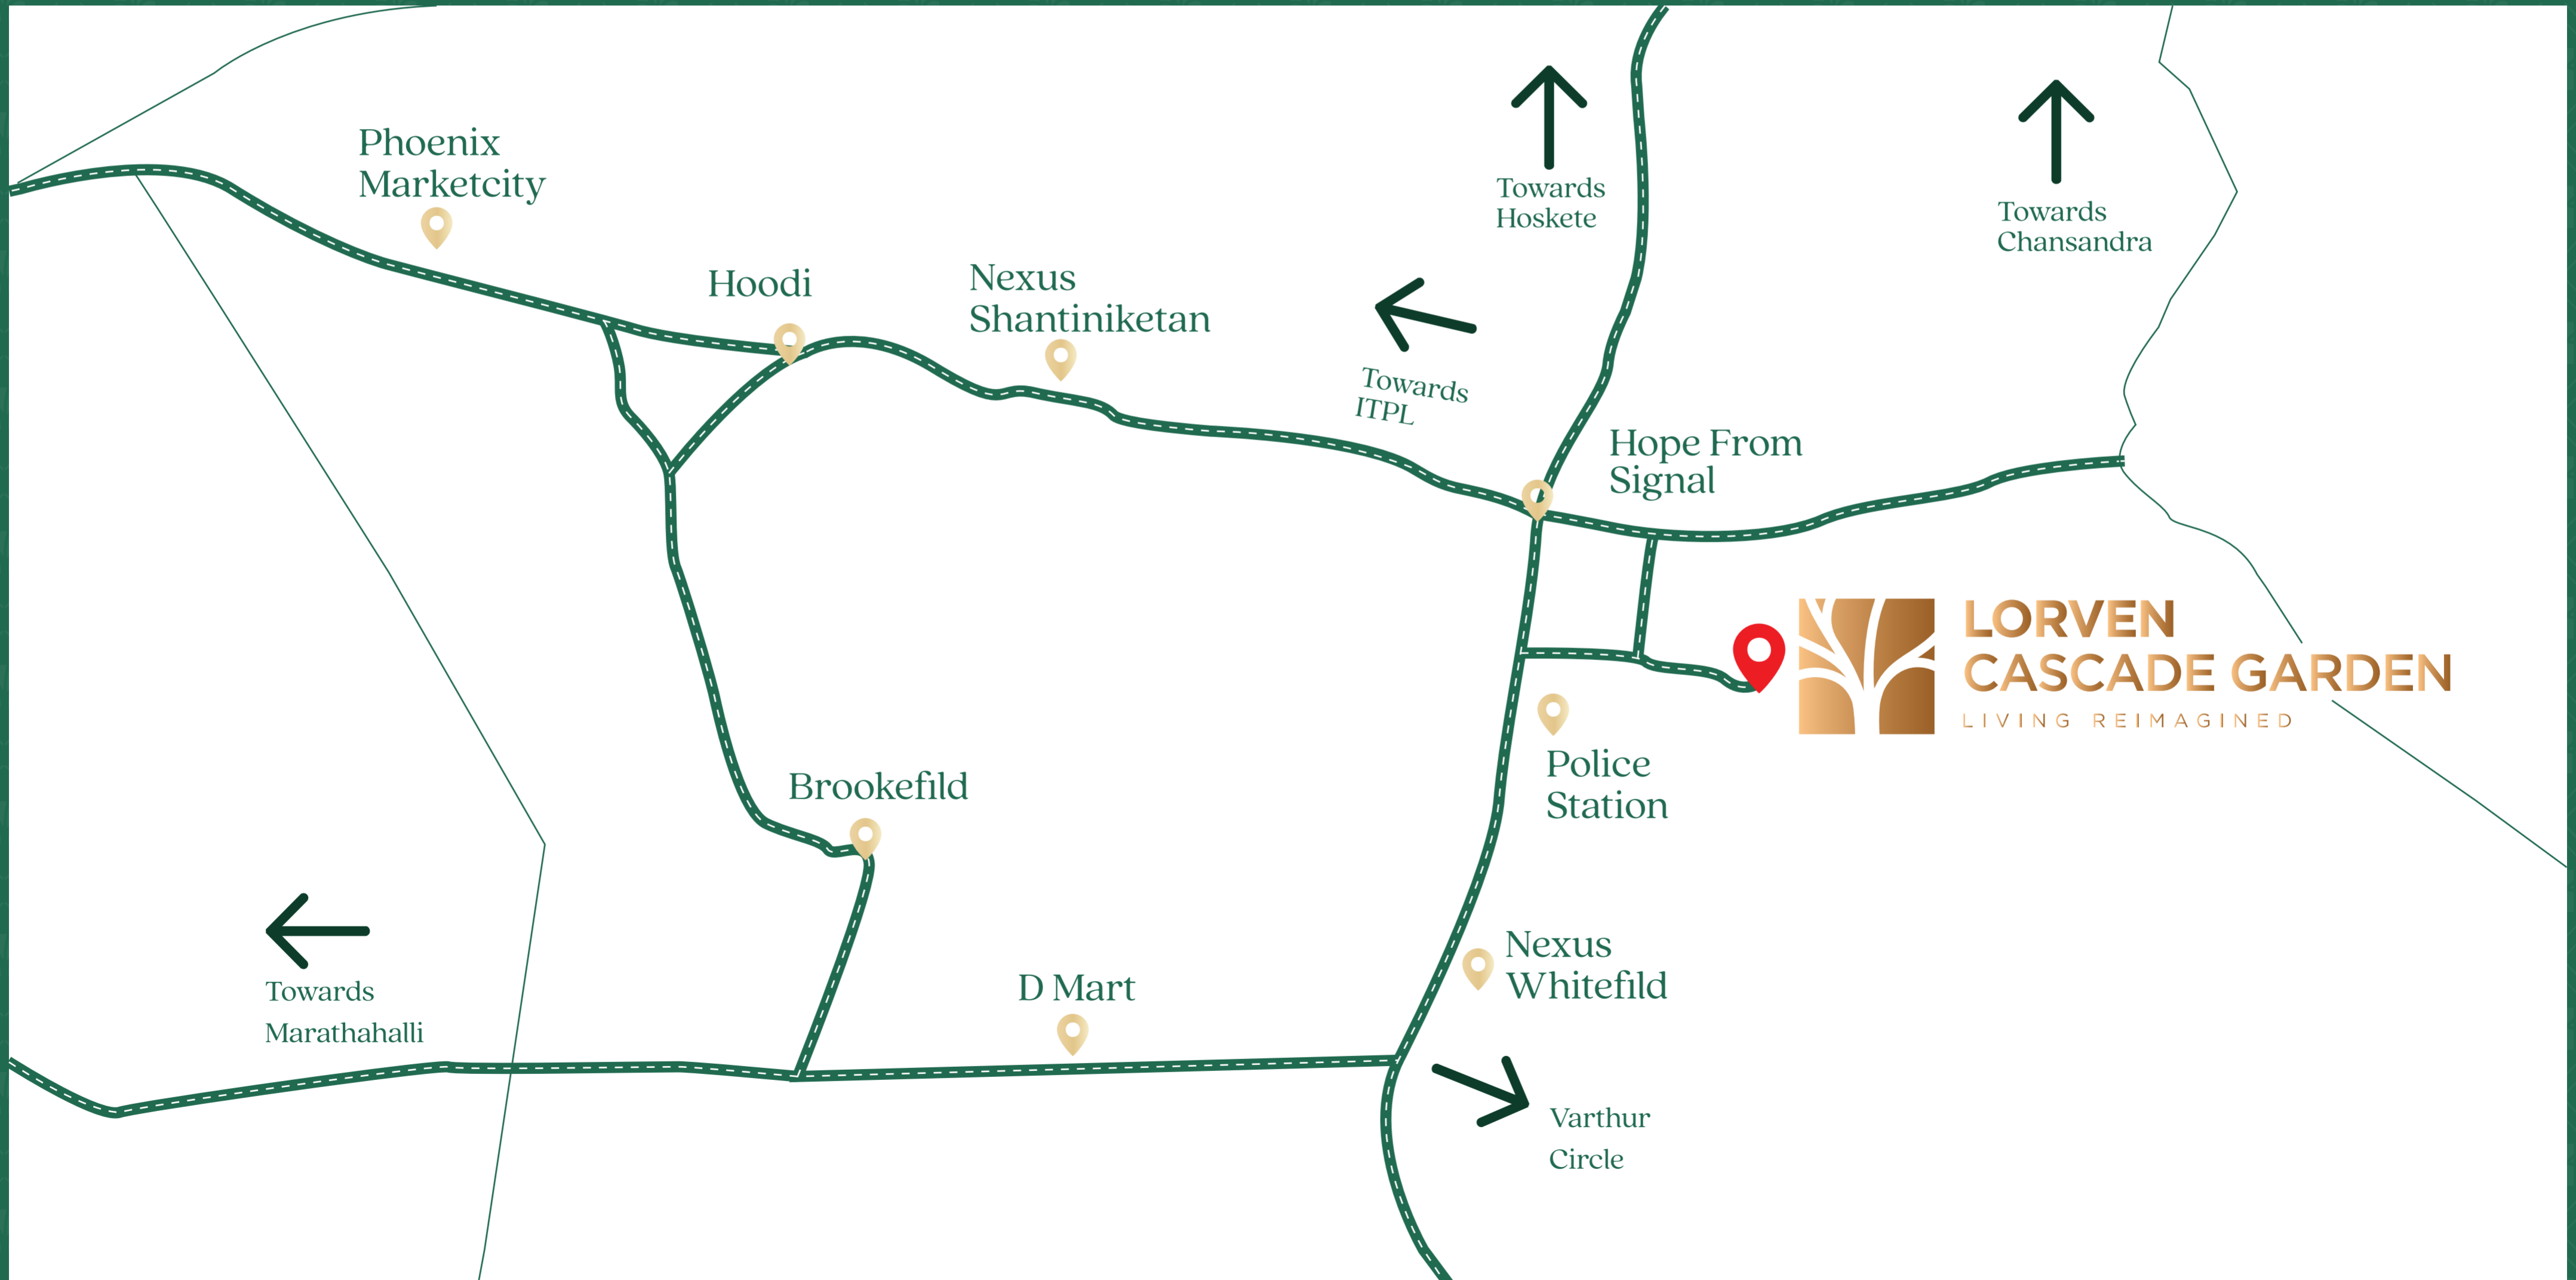 Phoenix
Marketcity
Hoodi
Nexus
Shantiniketan
Towards
Hoskete
Towards
Chansandra
Towards
ITPL
Hope From
Signal
LORVEN
CASCADE GARDEN
LIVING REIMAGINED
Police
Station
Brookefild
Nexus
Whitefild
D Mart
Towards
Marathahalli
Varthur
Circle